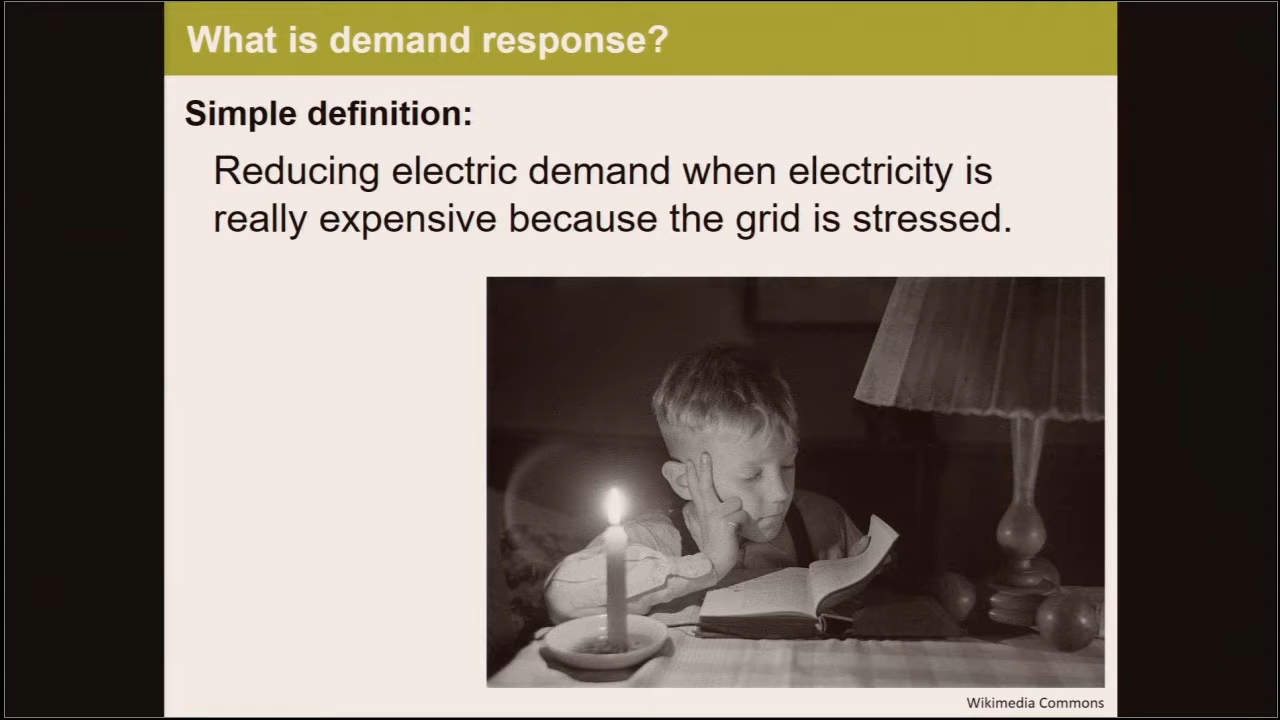 What is demand response?
Simple definition:
Reducing electric demand when electricity is
really expensive because the grid is stressed.
Wikimedia Commons